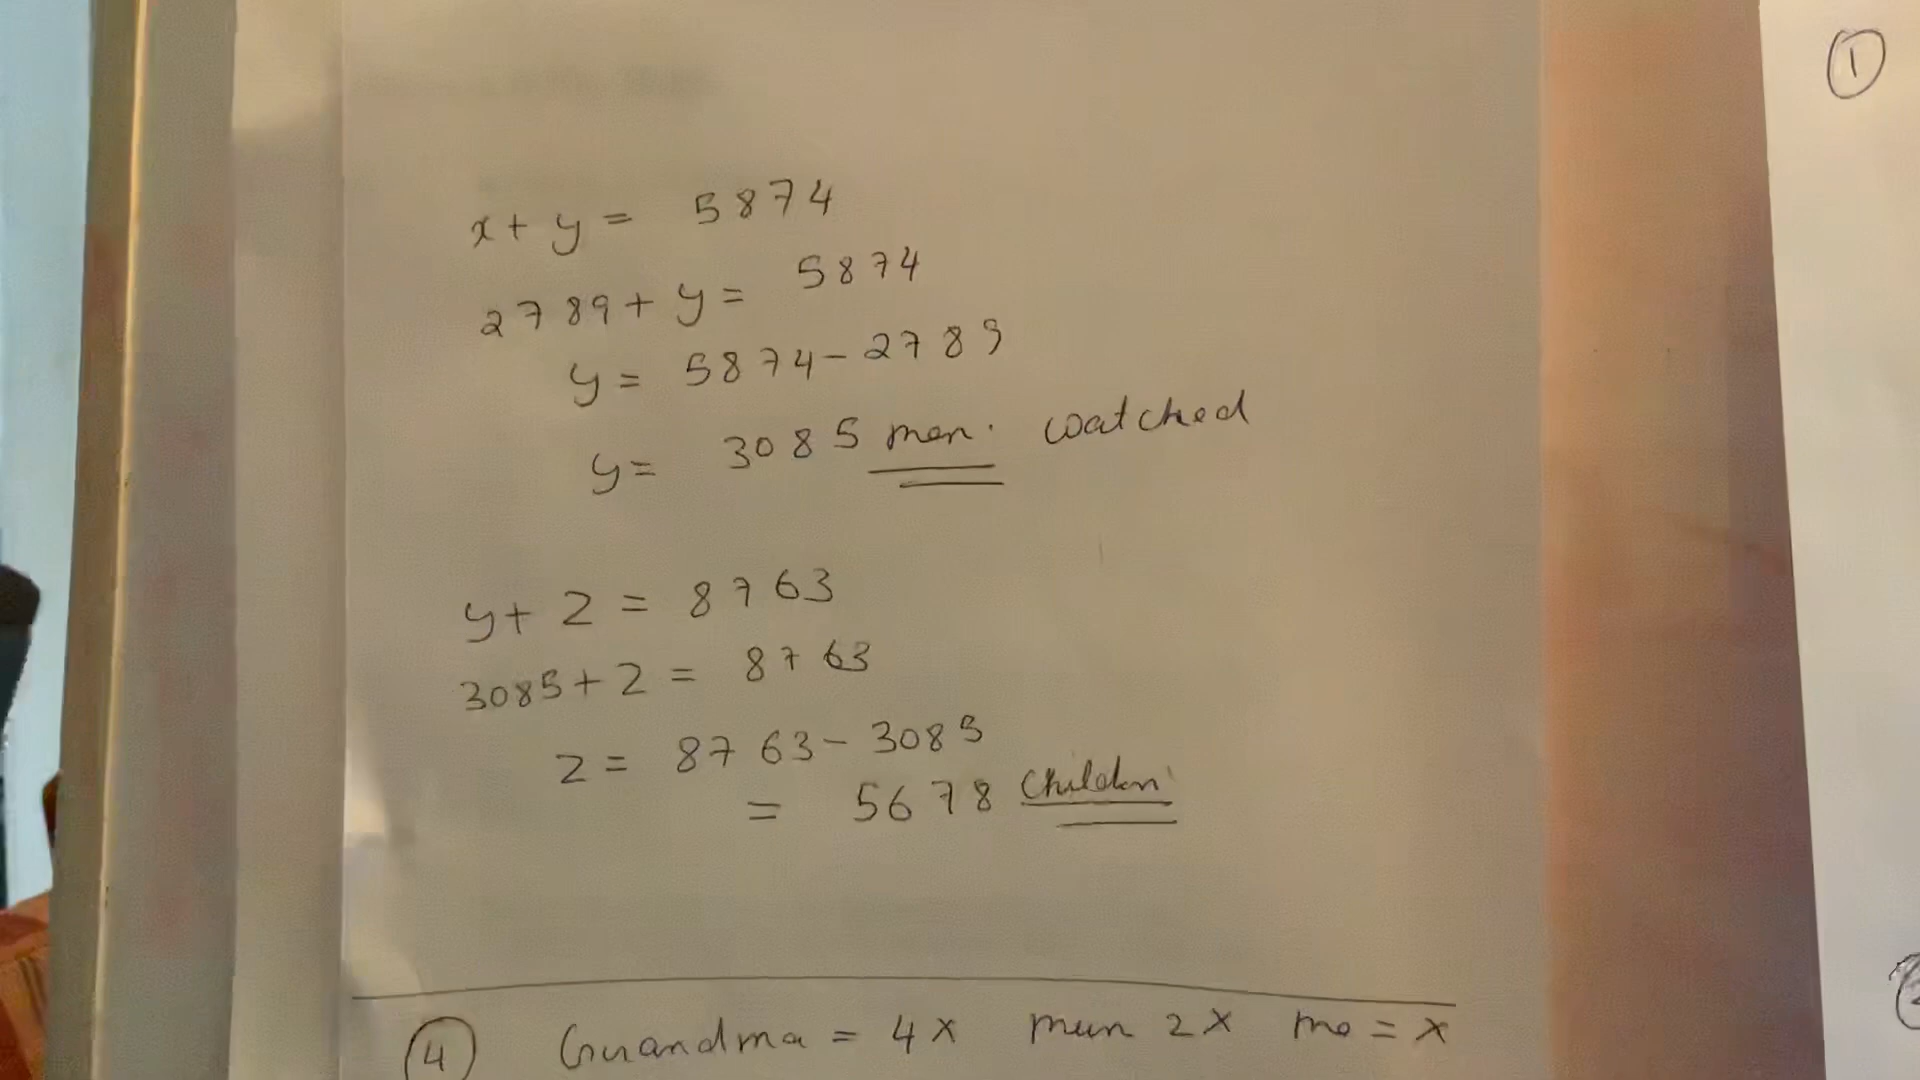 x + y = 5874
2789 + y = 5874
y = 5874 - 2789
y = 3085 men. watched
y + z = 8763
3085 + z = 8763
z = 8763 - 3085
= 5678 children
4 Grandma = 4x mum 2x me = x
1